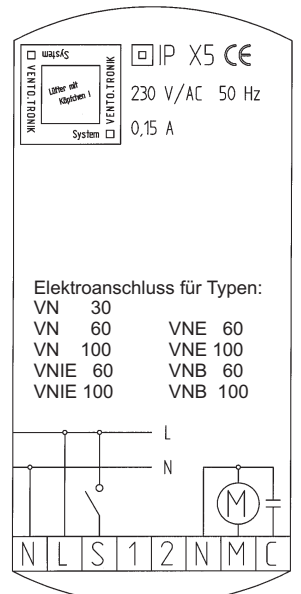 System
VENTO.TRONIK
Lüfter mit
Köpfchen !
VENTO.TRONIK
System
IP X5 CE
230 V/AC 50 Hz
0,15 A
Elektroanschluss für Typen:
VN 30
VN 60 VNE 60
VN 100 VNE 100
VNIE 60 VNB 60
VNIE 100 VNB 100
L
N
M
N L S 1 2 N M C